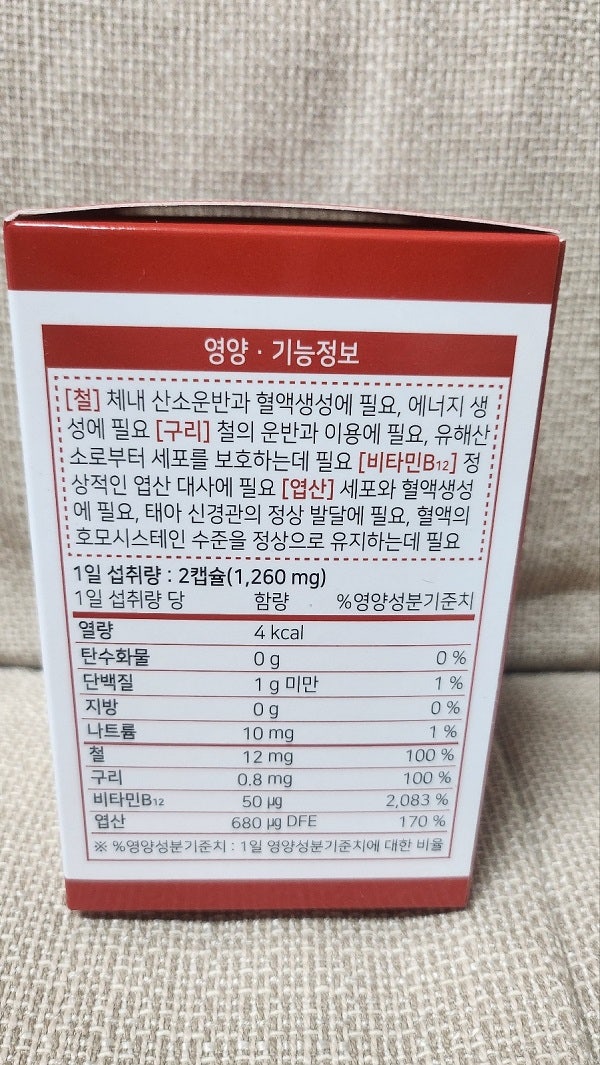 영양 · 기능정보
[철] 체내 산소운반과 혈액생성에 필요, 에너지 생
성에 필요 [구리] 철의 운반과 이용에 필요, 유해산
소로부터 세포를 보호하는데 필요 [비타민B12] 정
상적인 엽산 대사에 필요 [엽산] 세포와 혈액생성
에 필요, 태아 신경관의 정상 발달에 필요, 혈액의
호모시스테인 수준을 정상으로 유지하는데 필요
1일 섭취량 : 2캡슐(1,260 mg)
1일 섭취량 당 함량 %영양성분기준치
열량 4 kcal
탄수화물 0 g 0 %
단백질 1 g 미만 1 %
지방 0 g 0 %
나트륨 10 mg 1 %
철 12 mg 100 %
구리 0.8 mg 100 %
비타민B12 50 μg 2,083 %
엽산 680 μg DFE 170 %
※ %영양성분기준치 : 1일 영양성분기준치에 대한 비율